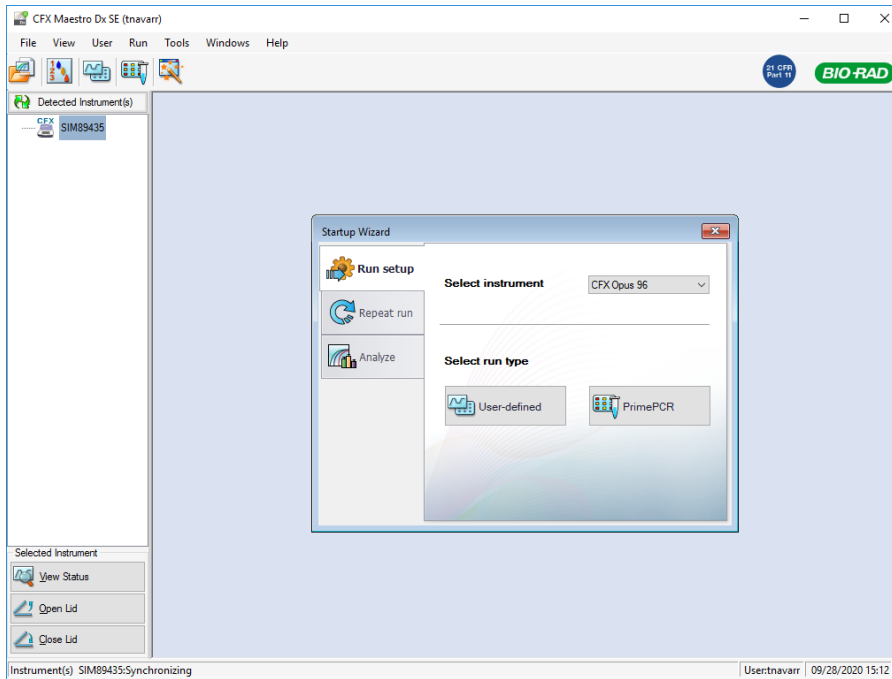 CFX Maestro Dx SE (tnavarr)
File View User Run Tools Windows Help
21 CFR
Part 11
BIO-RAD
Detected Instrument(s)
CFX
SIM89435
Startup Wizard
Run setup
Repeat run
Analyze
Select instrument
CFX Opus 96
Select run type
User-defined
PrimePCR
Selected Instrument
View Status
Open Lid
Close Lid
Instrument(s) SIM89435:Synchronizing
User:tnavarr 09/28/2020 15:12